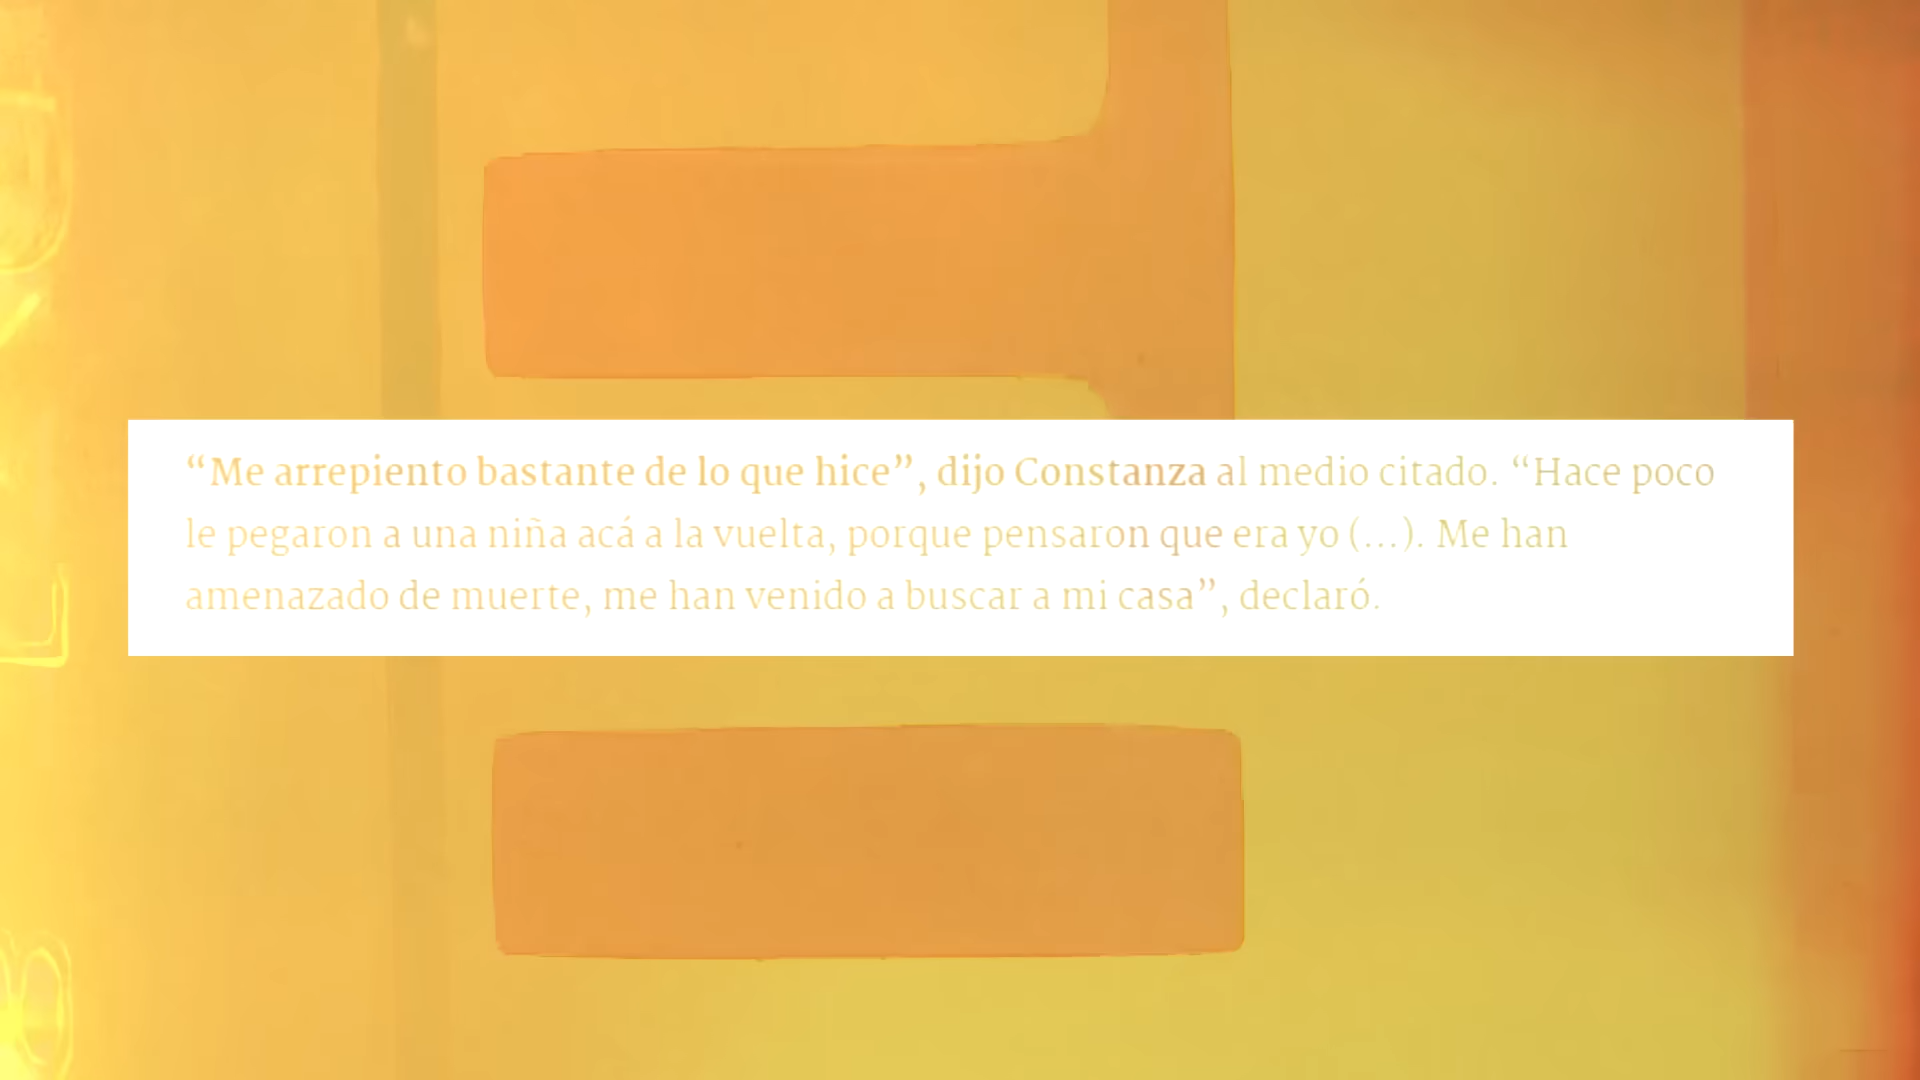 “Me arrepiento bastante de lo que hice”, dijo Constanza al medio citado. “Hace poco
le pegaron a una niña acá a la vuelta, porque pensaron que era yo (...). Me han
amenazado de muerte, me han venido a buscar a mi casa”, declaró.